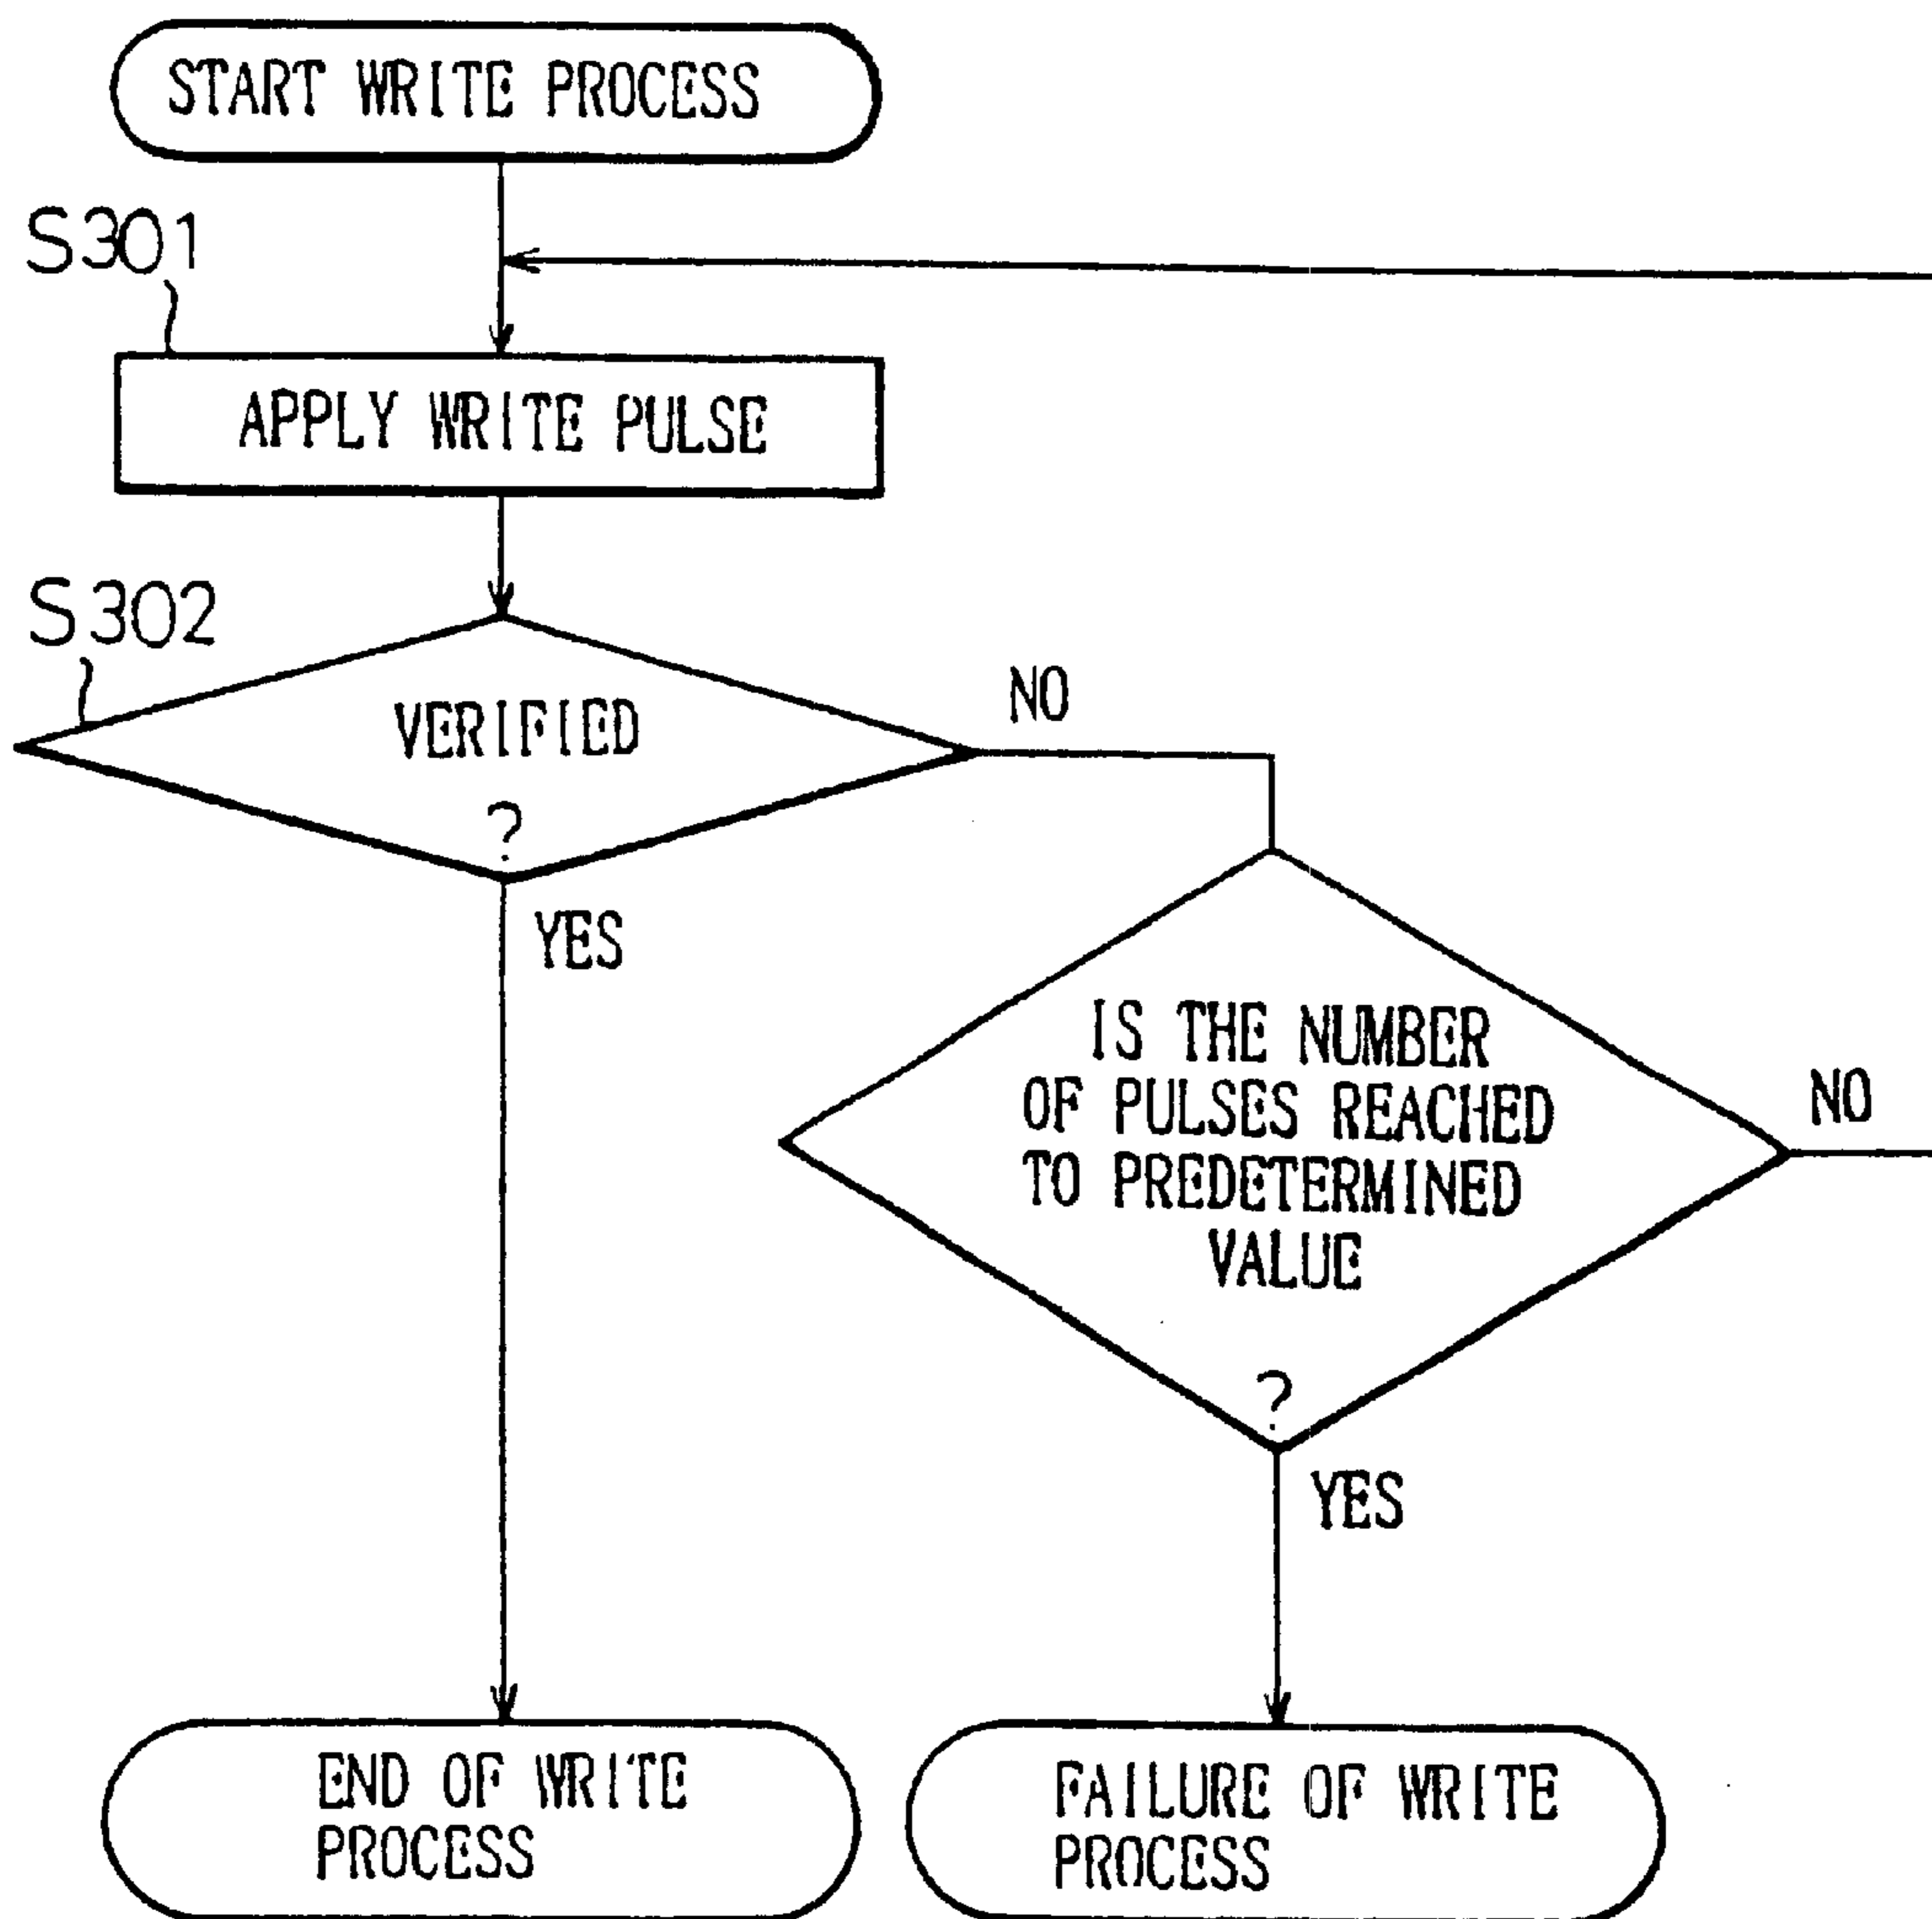 START WRITE PROCESS
S301
APPLY WRITE PULSE
S302
VERIFIED
?
NO
YES
IS THE NUMBER
OF PULSES REACHED
TO PREDETERMINED
VALUE
?
NO
YES
END OF WRITE
PROCESS
FAILURE OF WRITE
PROCESS